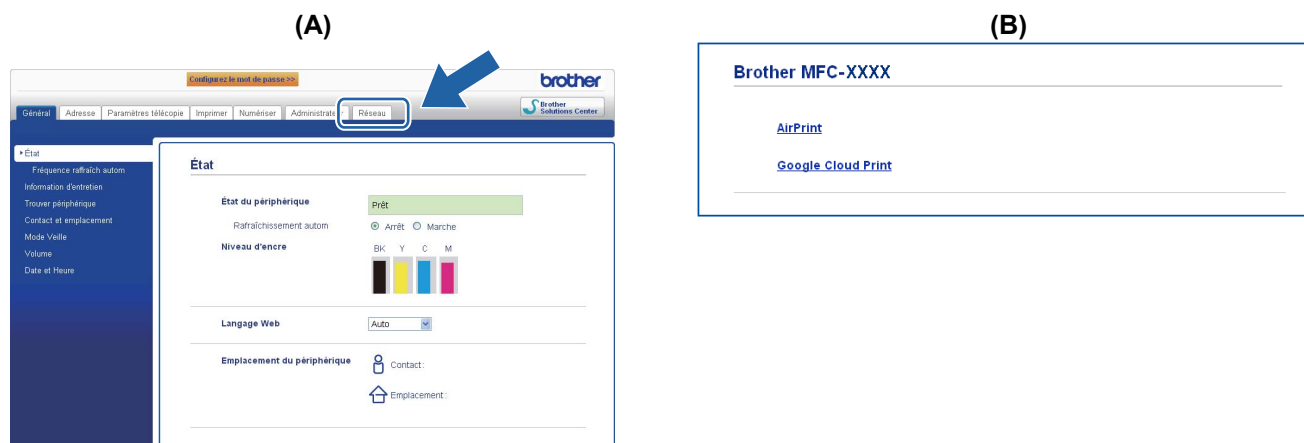 (A)
Configurez le mot de passe >>
brother
Général Adresse Paramètres télécopie Imprimer Numériser Administrate Réseau
Brother
Solutions Center
État
Fréquence raffraîch autom
Information d'entretien
Trouver périphérique
Contact et emplacement
Mode Veille
Volume
Date et Heure
État
État du périphérique Prêt
Rafraîchissement autom Arrêt Marche
Niveau d'encre BK Y C M
Langage Web Auto
Emplacement du périphérique Contact:
Emplacement:
(B)
Brother MFC-XXXX
AirPrint
Google Cloud Print